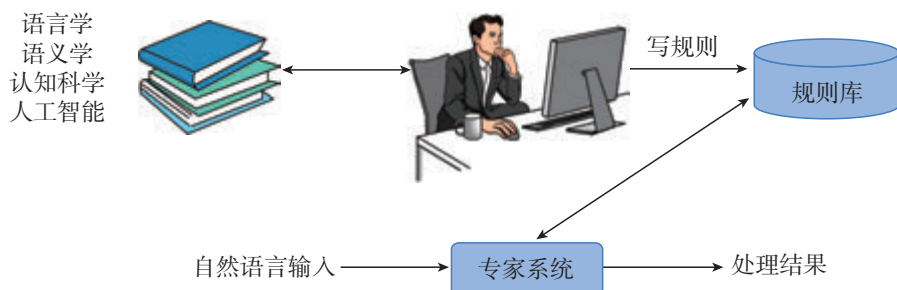 语言学
语义学
认知科学
人工智能
写规则
规则库
自然语言输入
专家系统
处理结果